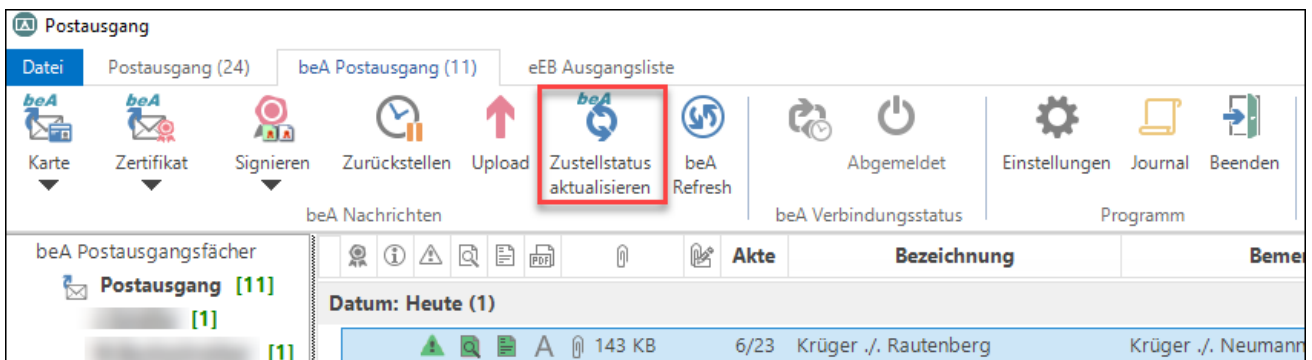 Postausgang
Datei Postausgang (24) beA Postausgang (11) eEB Ausgangsliste
beA beA beA
Karte Zertifikat Signieren Zurückstellen Upload Zustellstatus aktualisieren beA Refresh Abgemeldet Einstellungen Journal Beenden
beA Nachrichten beA Verbindungsstatus Programm
beA Postausgangsfächer
Postausgang [11]
[1]
[1]
PDF Akte Bezeichnung Bemer
Datum: Heute (1)
A 143 KB 6/23 Krüger ./. Rautenberg Krüger ./. Neumann